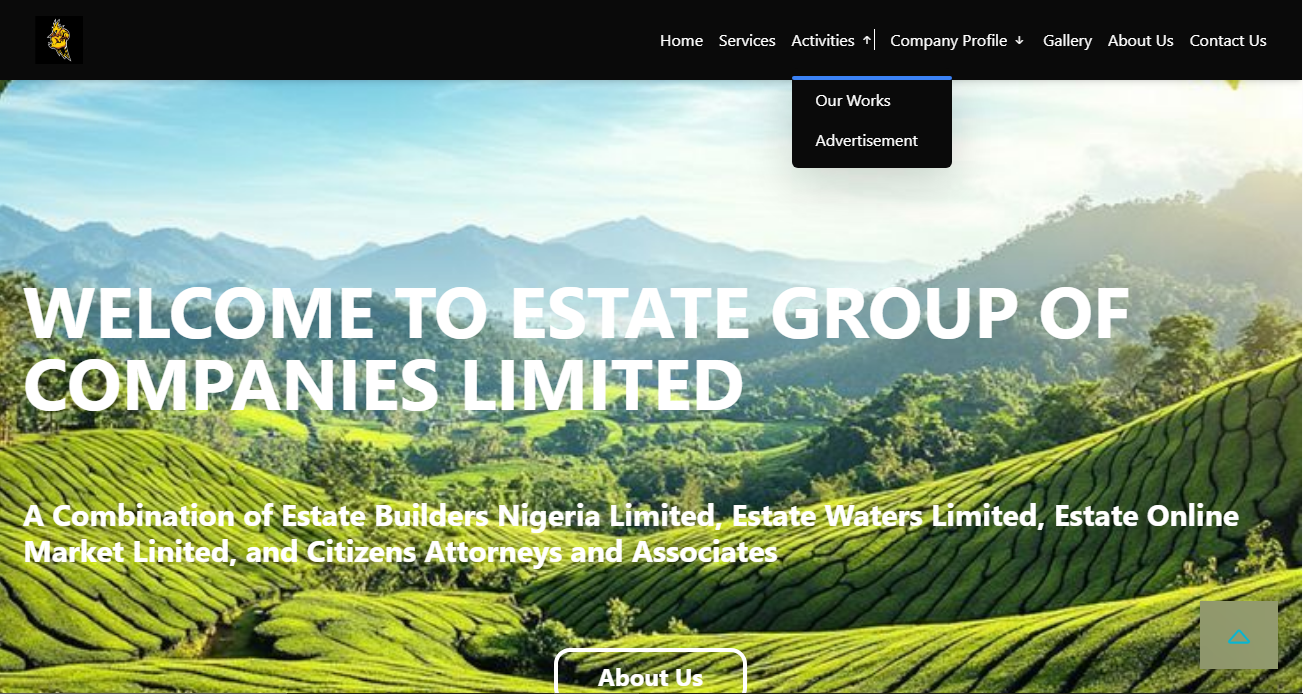 Home Services Activities ↑ Company Profile ↓ Gallery About Us Contact Us
Our Works
Advertisement
WELCOME TO ESTATE GROUP OF
COMPANIES LIMITED
A Combination of Estate Builders Nigeria Limited, Estate Waters Limited, Estate Online
Market Linited, and Citizens Attorneys and Associates
About Us